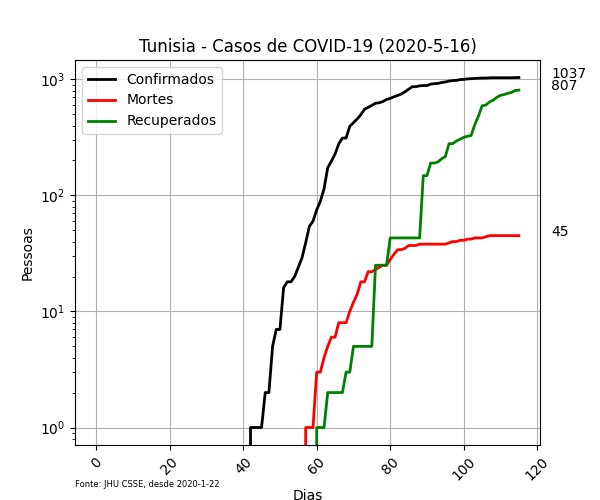 Tunisia - Casos de COVID-19 (2020-5-16)
Confirmados
Mortes
Recuperados
1037
807
45
10³
10²
10¹
10⁰
Pessoas
0 20 40 60 80 100 120
Dias
Fonte: JHU CSSE, desde 2020-1-22